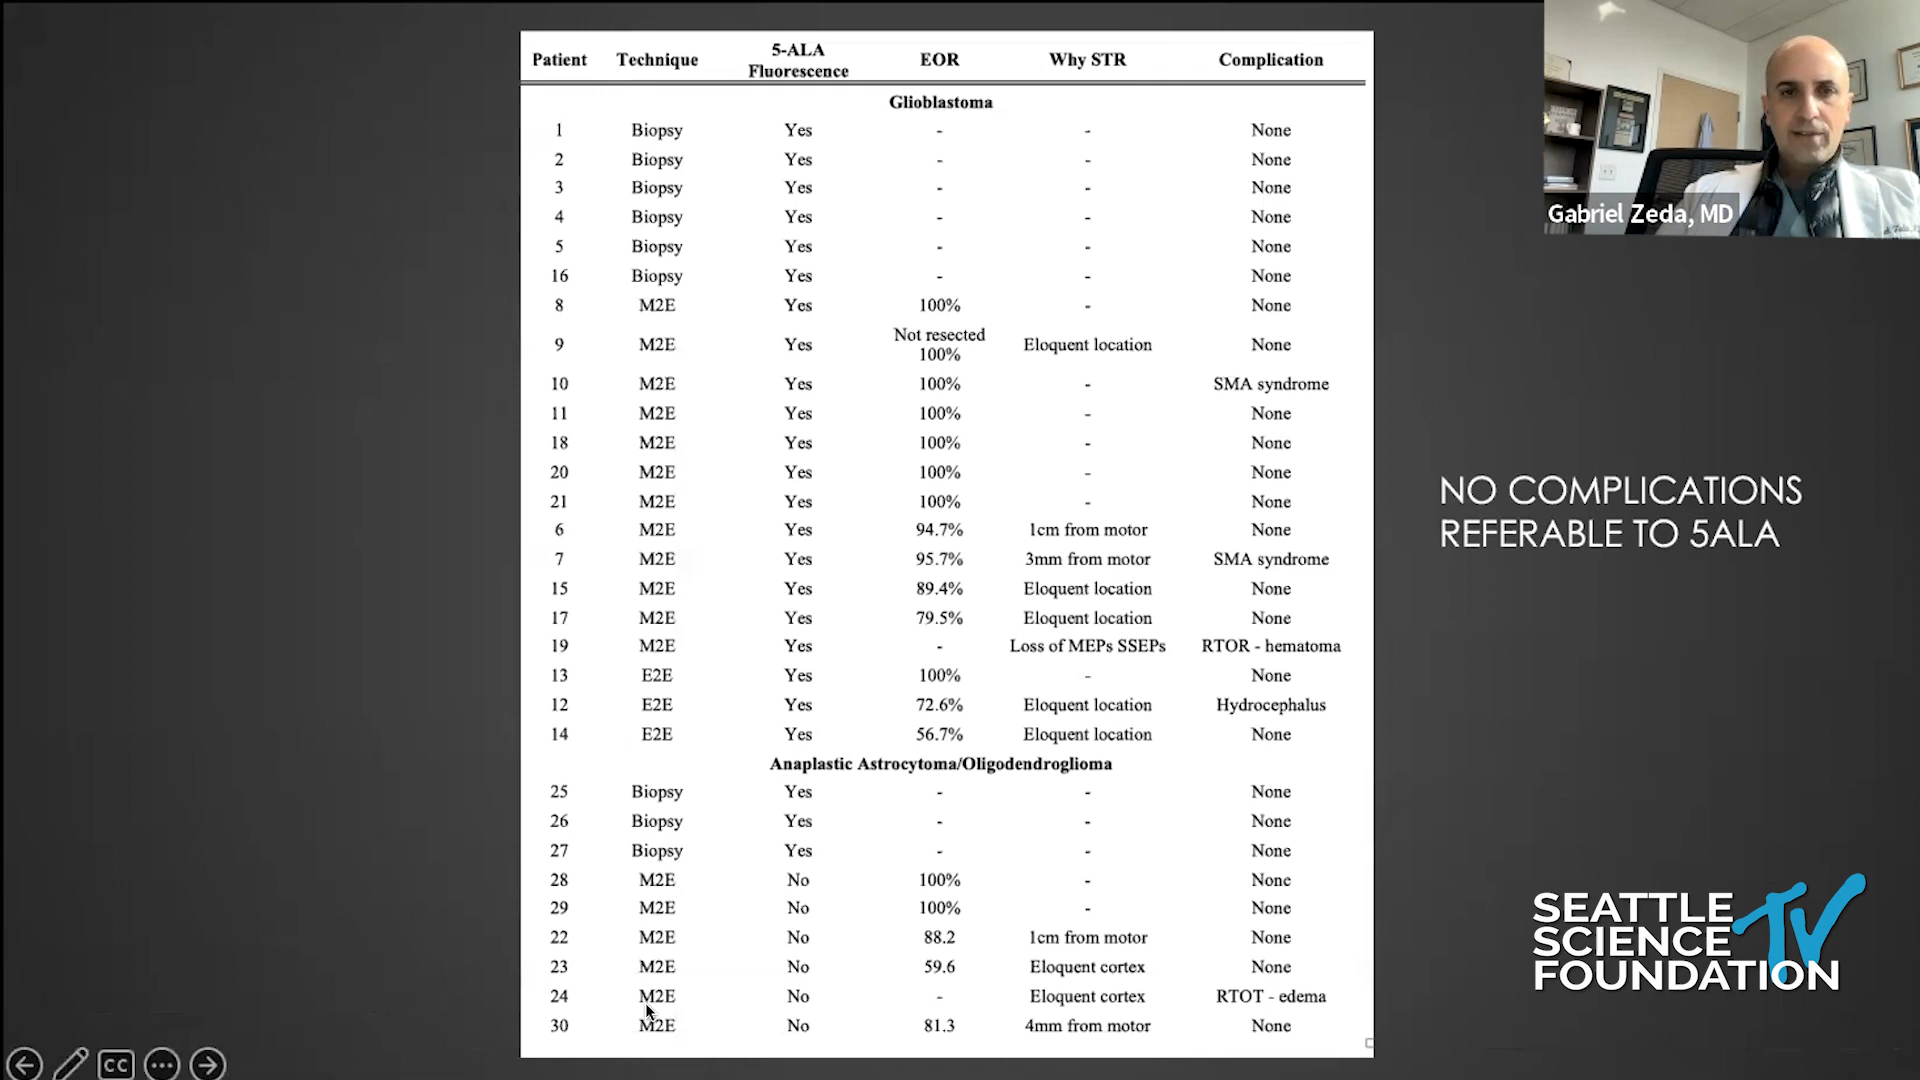 Patient Technique 5-ALA Fluorescence EOR Why STR Complication
Glioblastoma
1 Biopsy Yes - - None
2 Biopsy Yes - - None
3 Biopsy Yes - - None
4 Biopsy Yes - - None
5 Biopsy Yes - - None
16 Biopsy Yes - - None
8 M2E Yes 100% - None
9 M2E Yes Not resected 100% Eloquent location None
10 M2E Yes 100% - SMA syndrome
11 M2E Yes 100% - None
18 M2E Yes 100% - None
20 M2E Yes 100% - None
21 M2E Yes 100% - None
6 M2E Yes 94.7% 1cm from motor None
7 M2E Yes 95.7% 3mm from motor SMA syndrome
15 M2E Yes 89.4% Eloquent location None
17 M2E Yes 79.5% Eloquent location None
19 M2E Yes - Loss of MEPs SSEPs RTOR - hematoma
13 E2E Yes 100% - None
12 E2E Yes 72.6% Eloquent location Hydrocephalus
14 E2E Yes 56.7% Eloquent location None
Anaplastic Astrocytoma/Oligodendroglioma
25 Biopsy Yes - - None
26 Biopsy Yes - - None
27 Biopsy Yes - - None
28 M2E No 100% - None
29 M2E No 100% - None
22 M2E No 88.2 1cm from motor None
23 M2E No 59.6 Eloquent cortex None
24 M2E No - Eloquent cortex RTOT - edema
30 M2E No 81.3 4mm from motor None
Gabriel Zeda, MD
NO COMPLICATIONS
REFERABLE TO 5ALA
SEATTLE
SCIENCE TV
FOUNDATION
CC